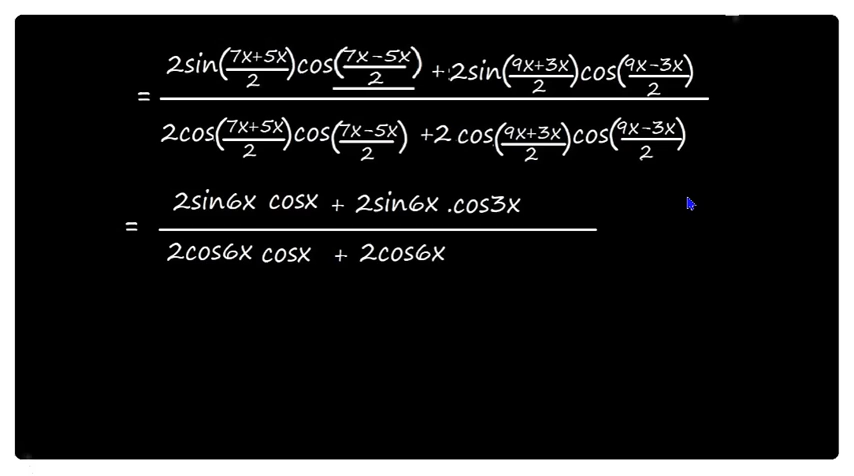 = (2sin((7x+5x)/2)cos((7x-5x)/2) + 2sin((9x+3x)/2)cos((9x-3x)/2)) / (2cos((7x+5x)/2)cos((7x-5x)/2) + 2 cos((9x+3x)/2)cos((9x-3x)/2))
= (2sin6x cosx + 2sin6x .cos3x) / (2cos6x cosx + 2cos6x)